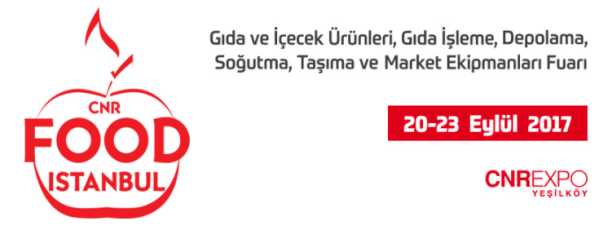 CNR
FOOD
ISTANBUL
Gıda ve İçecek Ürünleri, Gıda İşleme, Depolama,
Soğutma, Taşıma ve Market Ekipmanları Fuarı
20-23 Eylül 2017
CNREXPO
YEŞİLKÖY